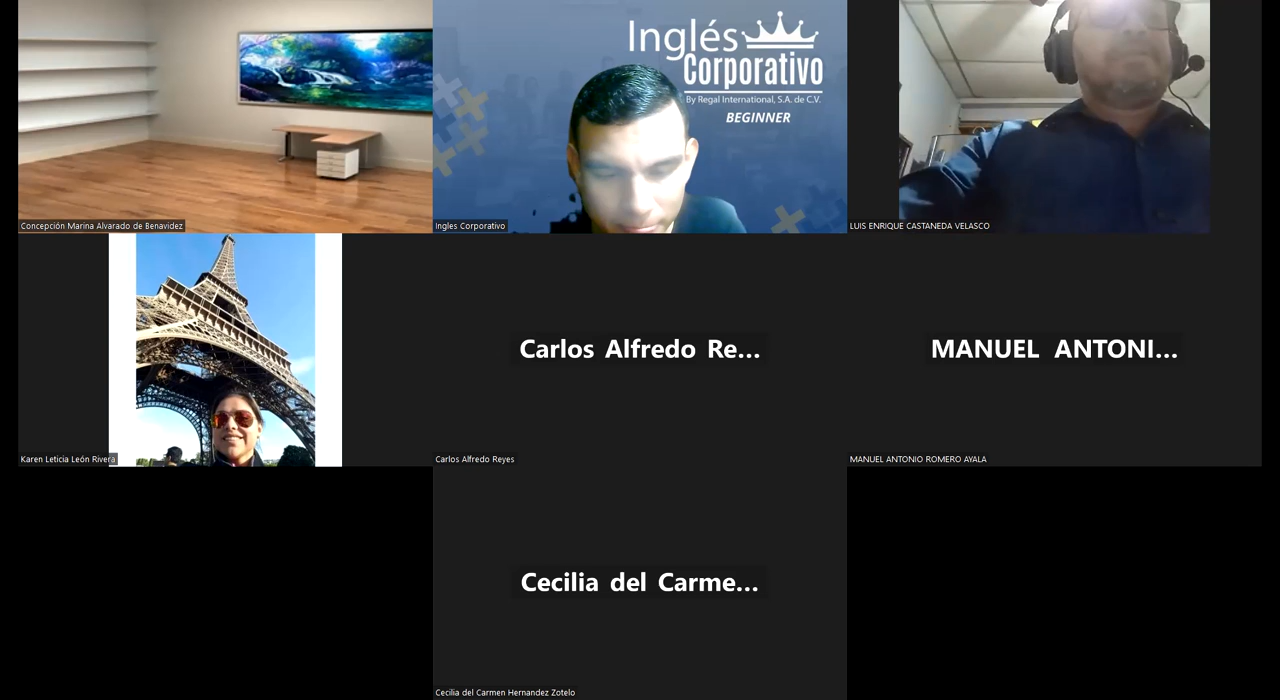 Inglés
Corporativo
By Regal International, S.A. de C.V.
BEGINNER
Concepción Marina Alvarado de Benavidez
Ingles Corporativo
LUIS ENRIQUE CASTANEDA VELASCO
Carlos Alfredo Re...
MANUEL ANTONI...
Karen Leticia León Rivera
Carlos Alfredo Reyes
MANUEL ANTONIO ROMERO AYALA
Cecilia del Carme...
Cecilia del Carmen Hernandez Zotelo